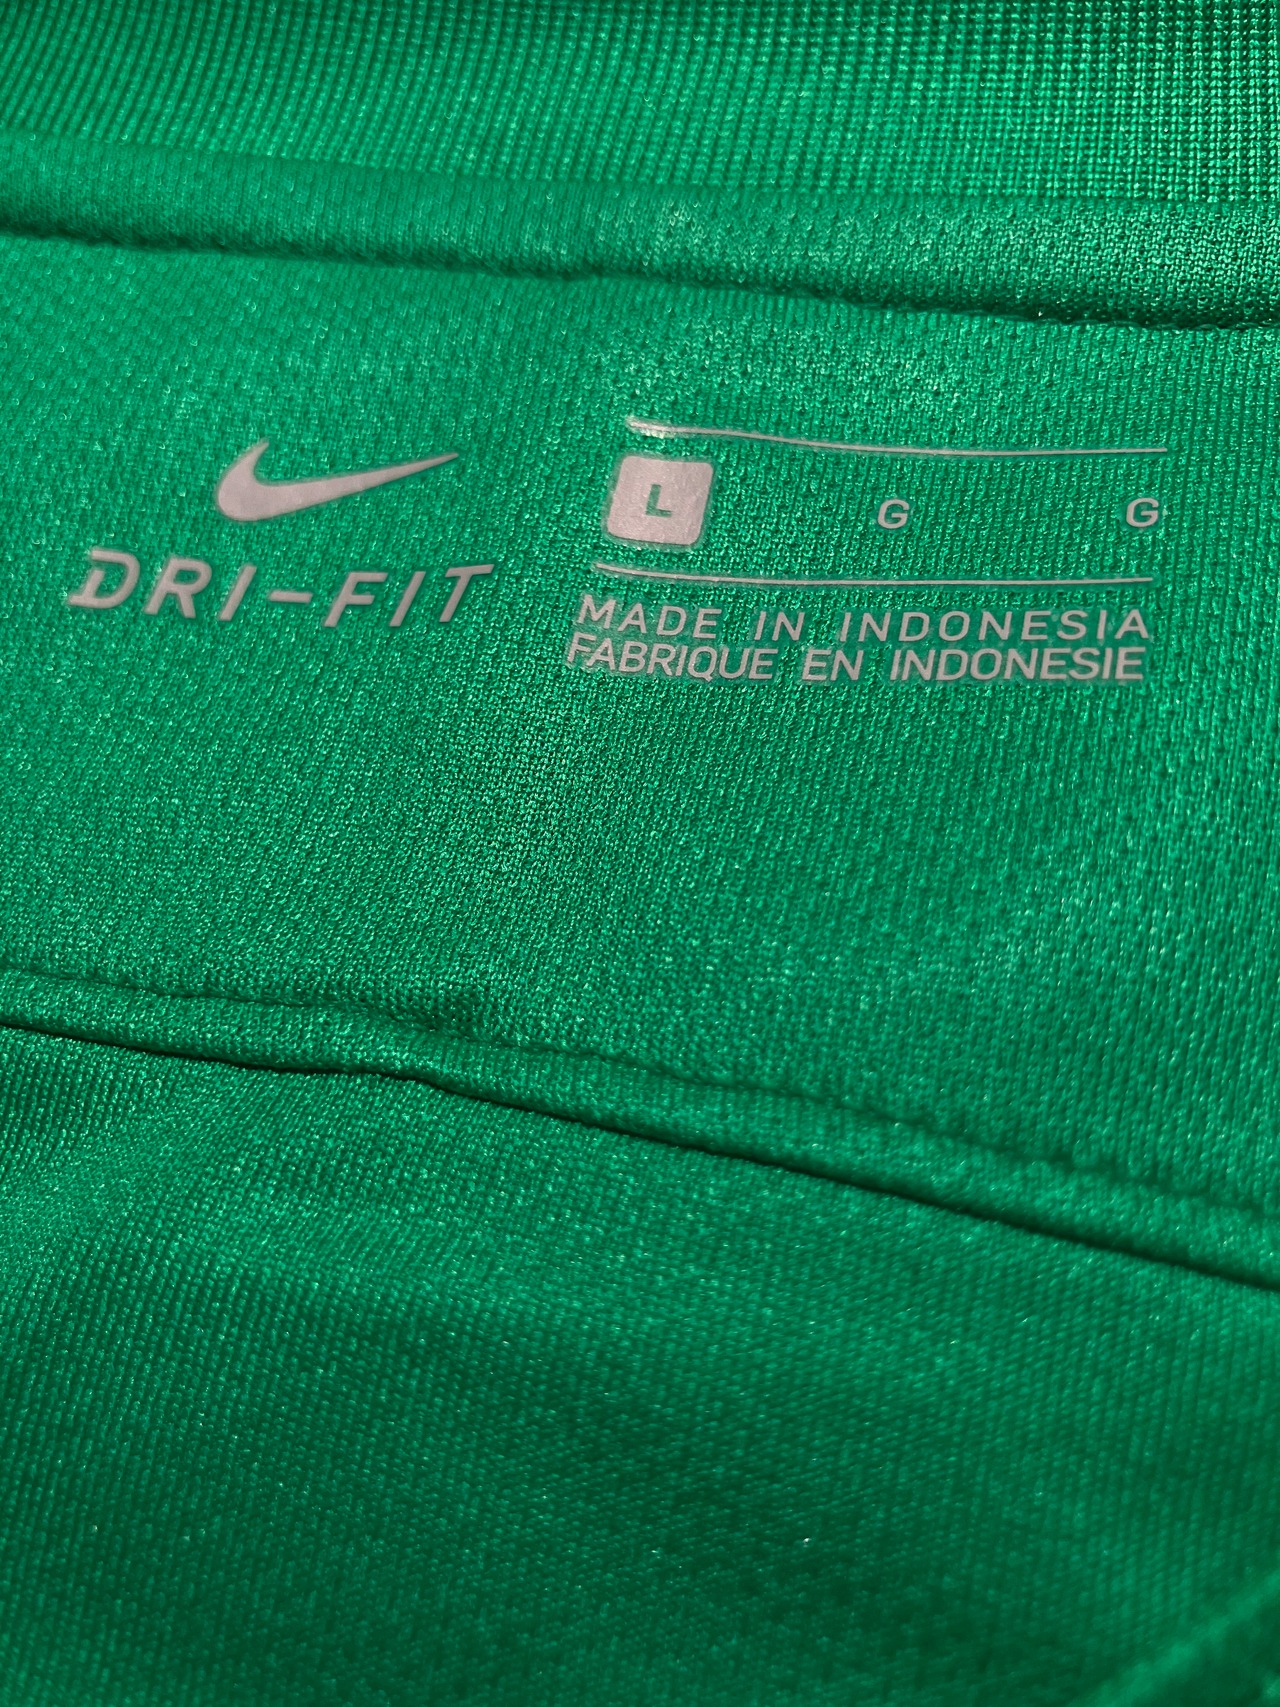 DRI-FIT
L G G
MADE IN INDONESIA
FABRIQUE EN INDONESIE